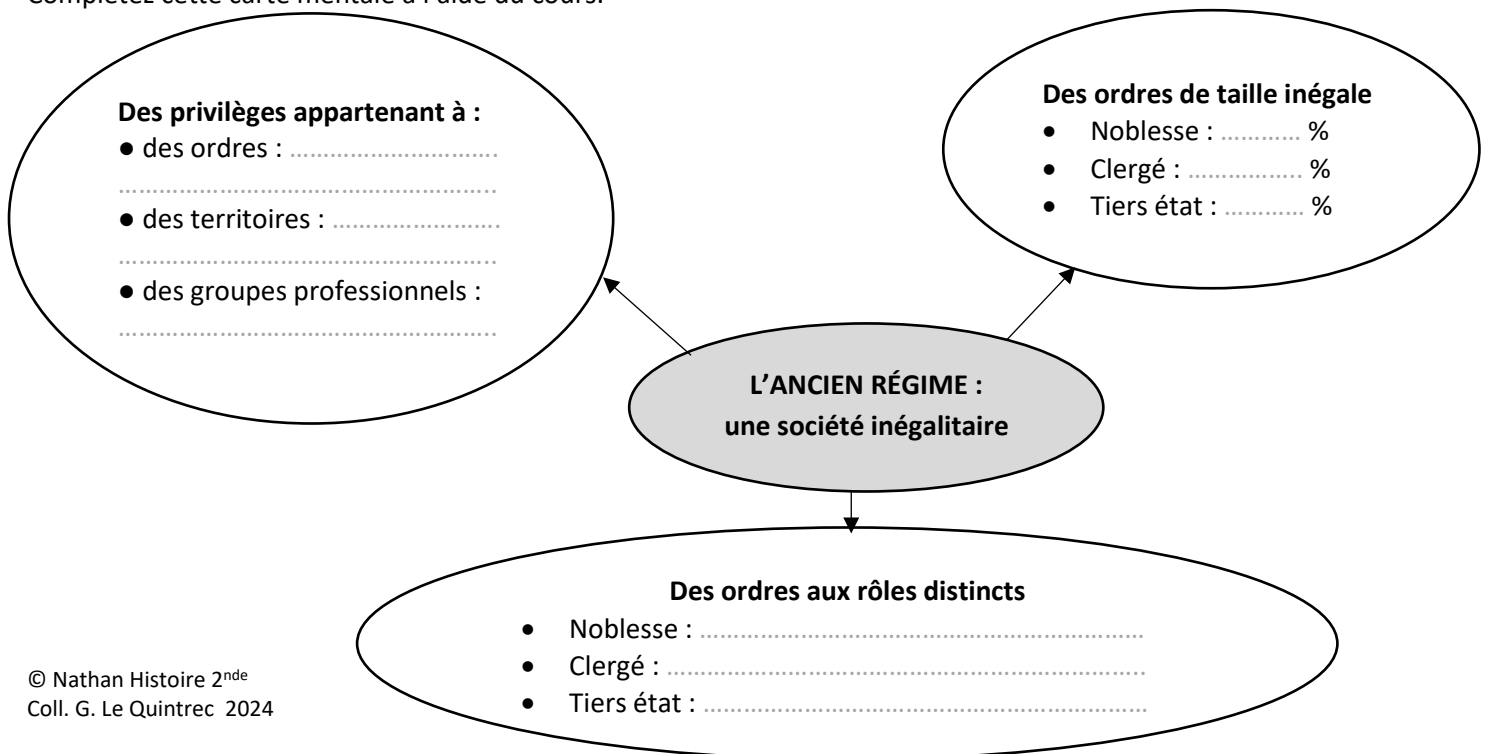 Complétez cette carte mentale à l'aide du cours.
Des privilèges appartenant à :
● des ordres : ...............................
.........................................................
● des territoires : .........................
.........................................................
● des groupes professionnels :
.........................................................
Des ordres de taille inégale
• Noblesse : ............ %
• Clergé : ................. %
• Tiers état : ............ %
L'ANCIEN RÉGIME :
une société inégalitaire
Des ordres aux rôles distincts
• Noblesse : ..................................................................
• Clergé : .......................................................................
• Tiers état : ..................................................................
© Nathan Histoire 2nde
Coll. G. Le Quintrec 2024